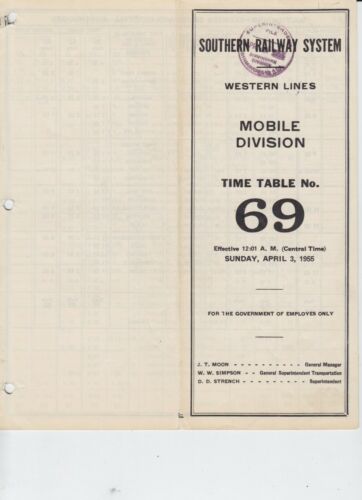 SOUTHERN RAILWAY SYSTEM
FILE
WESTERN LINES
MOBILE
DIVISION
TIME TABLE No.
69
Effective 12:01 A. M. (Central Time)
SUNDAY, APRIL 3, 1955
FOR THE GOVERNMENT OF EMPLOYES ONLY
J. T. MOON - - - - - - - - - - General Manager
W. W. SIMPSON - - General Superintendent Transportation
D. D. STRENCH - - - - - - - - - - Superintendent